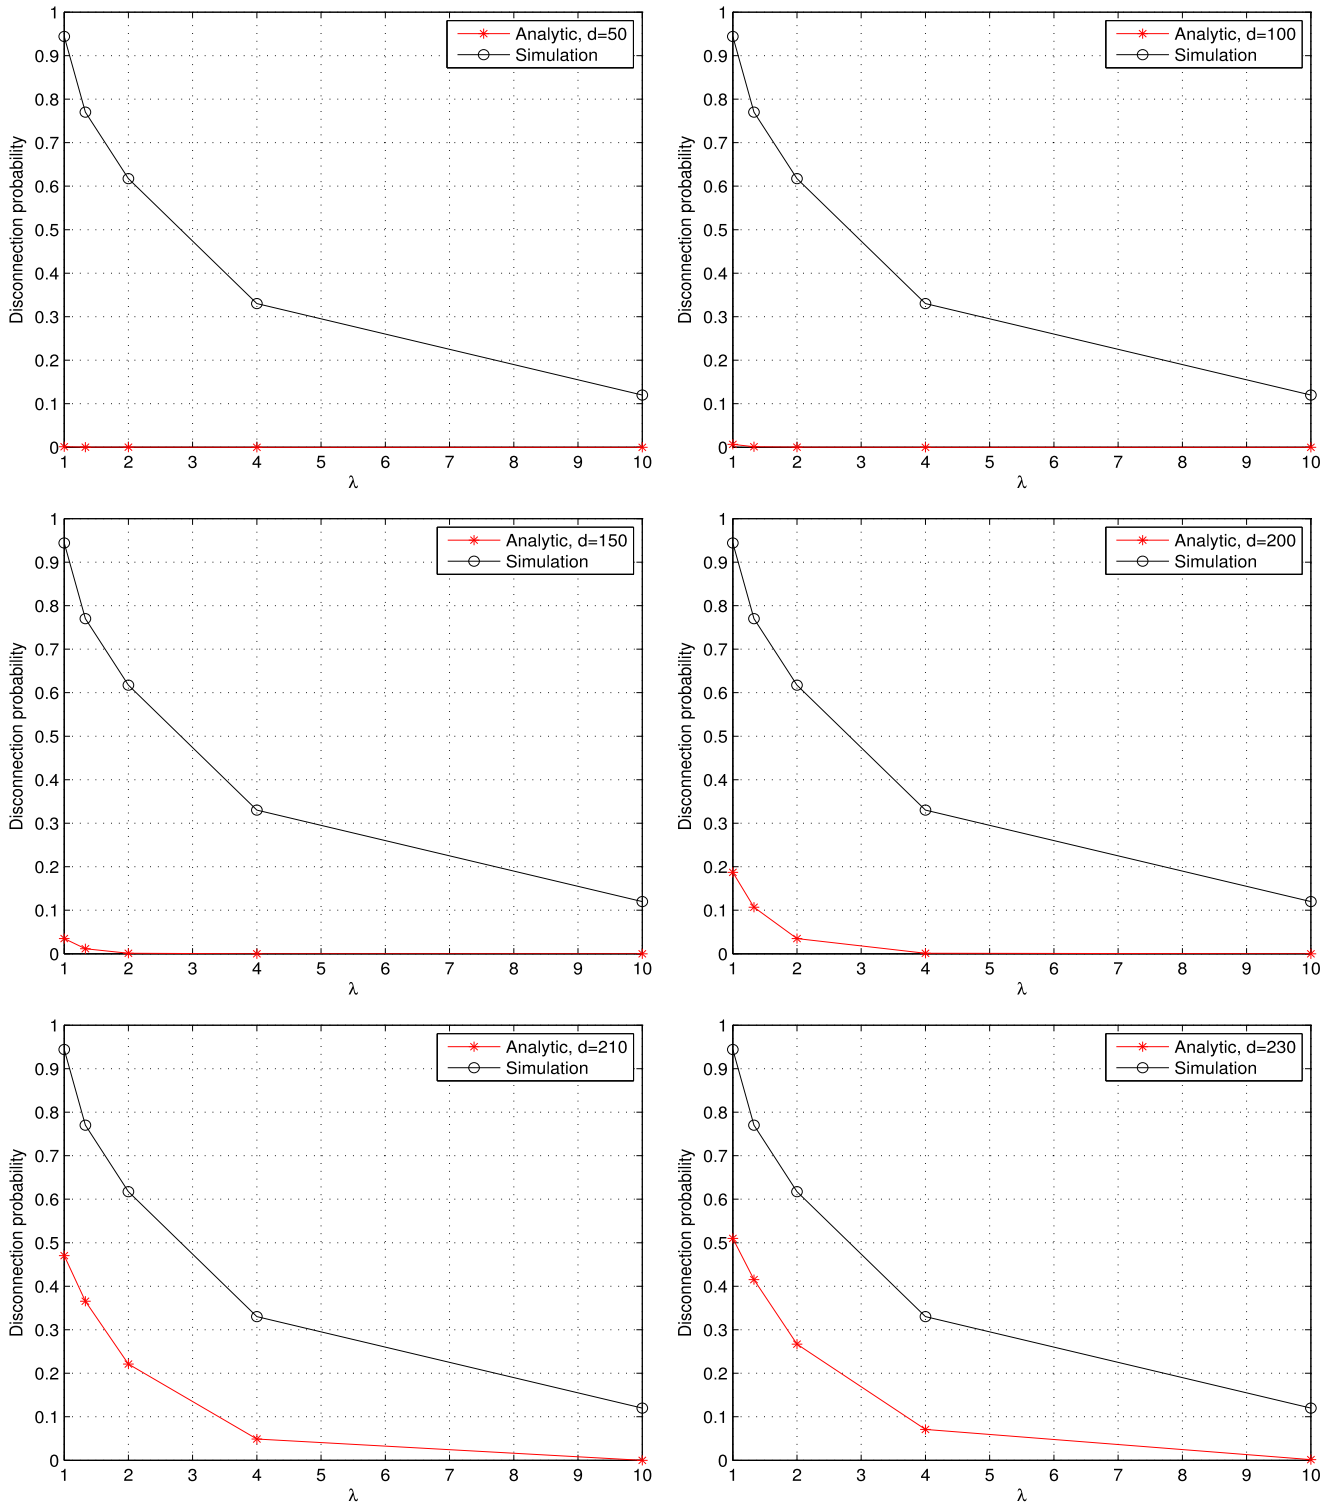 1
0.9
0.8
0.7
0.6
0.5
0.4
0.3
0.2
0.1
0
Disconnection probability
1 2 3 4 5 6 7 8 9 10
λ
Analytic, d=50
Simulation
1
0.9
0.8
0.7
0.6
0.5
0.4
0.3
0.2
0.1
0
Disconnection probability
1 2 3 4 5 6 7 8 9 10
λ
Analytic, d=100
Simulation
1
0.9
0.8
0.7
0.6
0.5
0.4
0.3
0.2
0.1
0
Disconnection probability
1 2 3 4 5 6 7 8 9 10
λ
Analytic, d=150
Simulation
1
0.9
0.8
0.7
0.6
0.5
0.4
0.3
0.2
0.1
0
Disconnection probability
1 2 3 4 5 6 7 8 9 10
λ
Analytic, d=200
Simulation
1
0.9
0.8
0.7
0.6
0.5
0.4
0.3
0.2
0.1
0
Disconnection probability
1 2 3 4 5 6 7 8 9 10
λ
Analytic, d=210
Simulation
1
0.9
0.8
0.7
0.6
0.5
0.4
0.3
0.2
0.1
0
Disconnection probability
1 2 3 4 5 6 7 8 9 10
λ
Analytic, d=230
Simulation